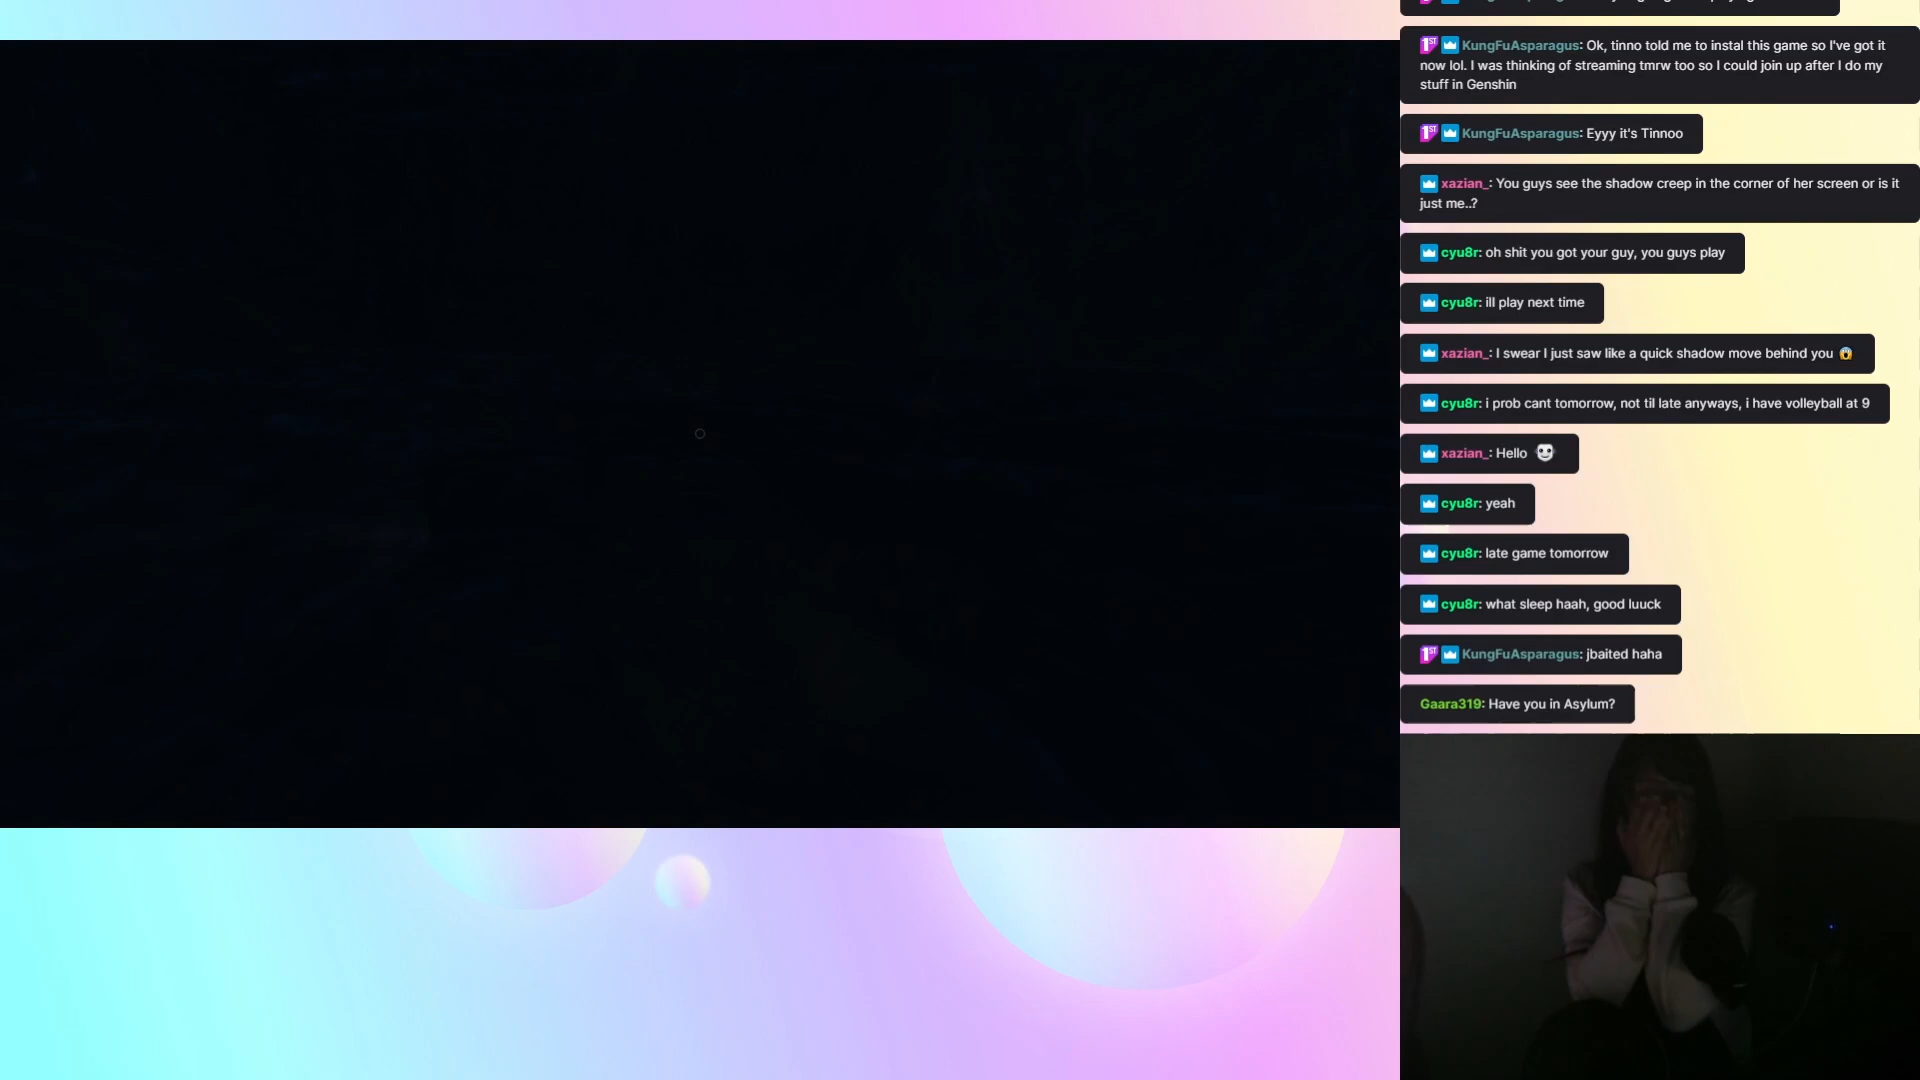 KungFuAsparagus: Ok, tinno told me to instal this game so I've got it
now lol. I was thinking of streaming tmrw too so I could join up after I do my
stuff in Genshin
KungFuAsparagus: Eyyy it's Tinnoo
xazian_: You guys see the shadow creep in the corner of her screen or is it
just me..?
cyu8r: oh shit you got your guy, you guys play
cyu8r: ill play next time
xazian_: I swear I just saw like a quick shadow move behind you 😱
cyu8r: i prob cant tomorrow, not til late anyways, i have volleyball at 9
xazian_: Hello
cyu8r: yeah
cyu8r: late game tomorrow
cyu8r: what sleep haah, good luuck
KungFuAsparagus: jbaited haha
Gaara319: Have you in Asylum?